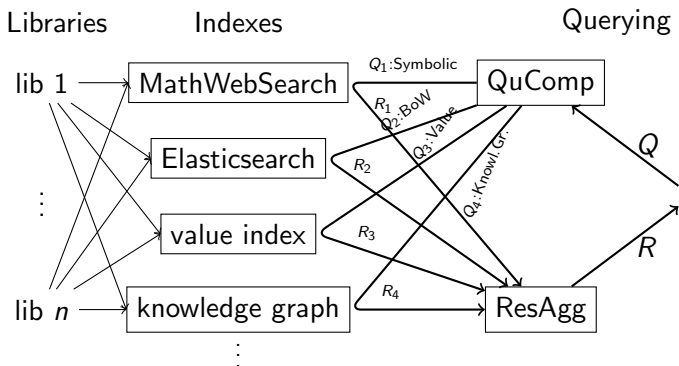 Libraries Indexes Querying
lib 1 MathWebSearch Q₁:Symbolic QuComp
R₁
Q₂:BoW
Q₃:Value
Elasticsearch R₂ Q
Q₄:Knowl.Gr.
⋮
value index R₃ R
lib n knowledge graph R₄ ResAgg
⋮